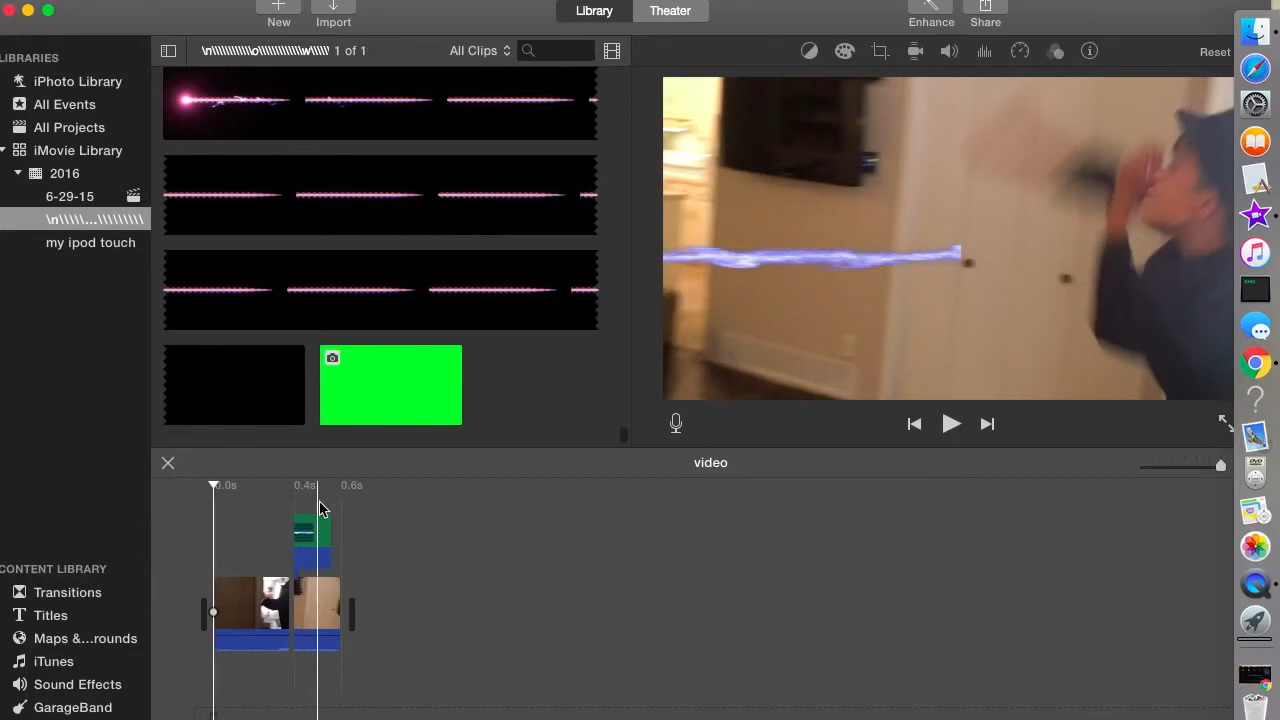 New
Import
Library
Theater
Enhance
Share
LIBRARIES
iPhoto Library
All Events
All Projects
iMovie Library
2016
6-29-15
\n\\\\\...\\\\\\\\\
my ipod touch
\n\\\\\\\\\\\o\\\\\\\\\\\w\\\\\ 1 of 1
All Clips
Reset
video
0.0s
0.4s
0.6s
CONTENT LIBRARY
Transitions
Titles
Maps &...rounds
iTunes
Sound Effects
GarageBand